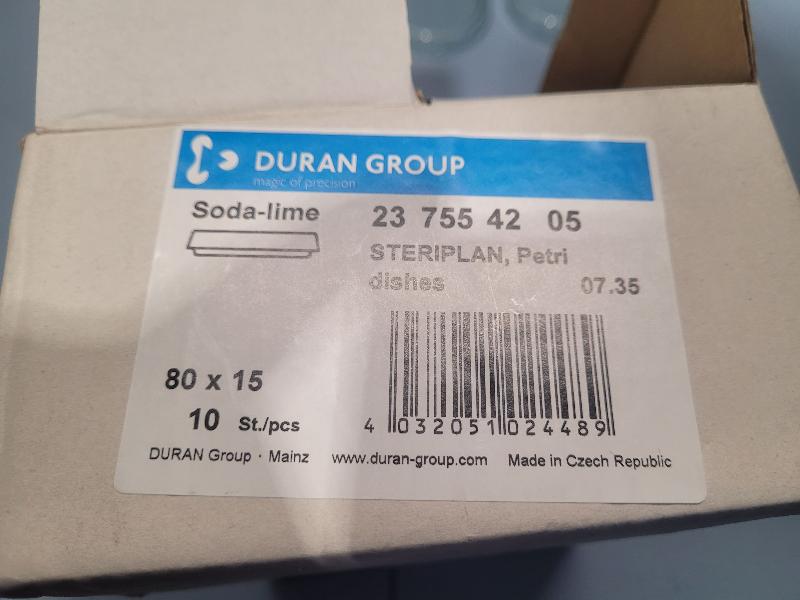 DURAN GROUP
magic of precision
Soda-lime
23 755 42 05
STERIPLAN, Petri
dishes 07.35
80 x 15
10 St./pcs
4 032051 024489
DURAN Group · Mainz www.duran-group.com Made in Czech Republic